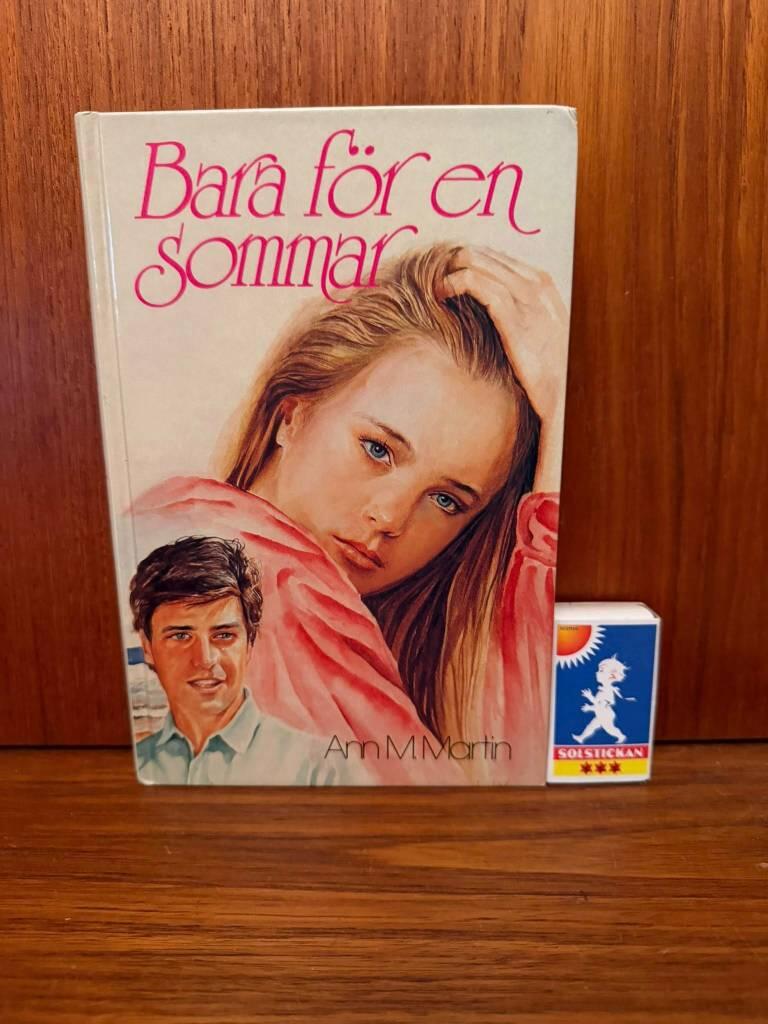 Bara för en
sommar
Ann M. Martin
SOLSTICKAN